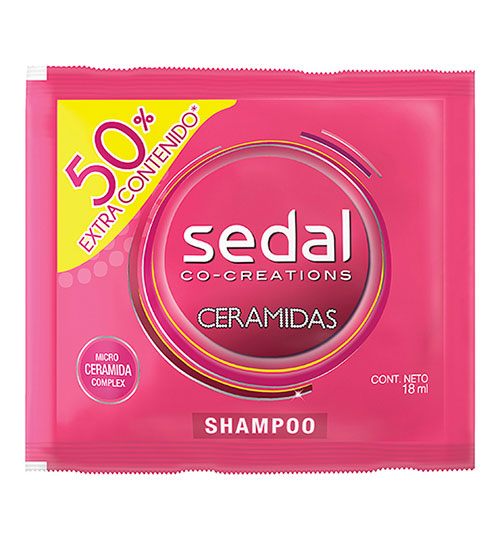 50%
EXTRA CONTENIDO*
sedal
CO-CREATIONS
CERAMIDAS
MICRO
CERAMIDA
COMPLEX
CONT. NETO
18 ml
SHAMPOO